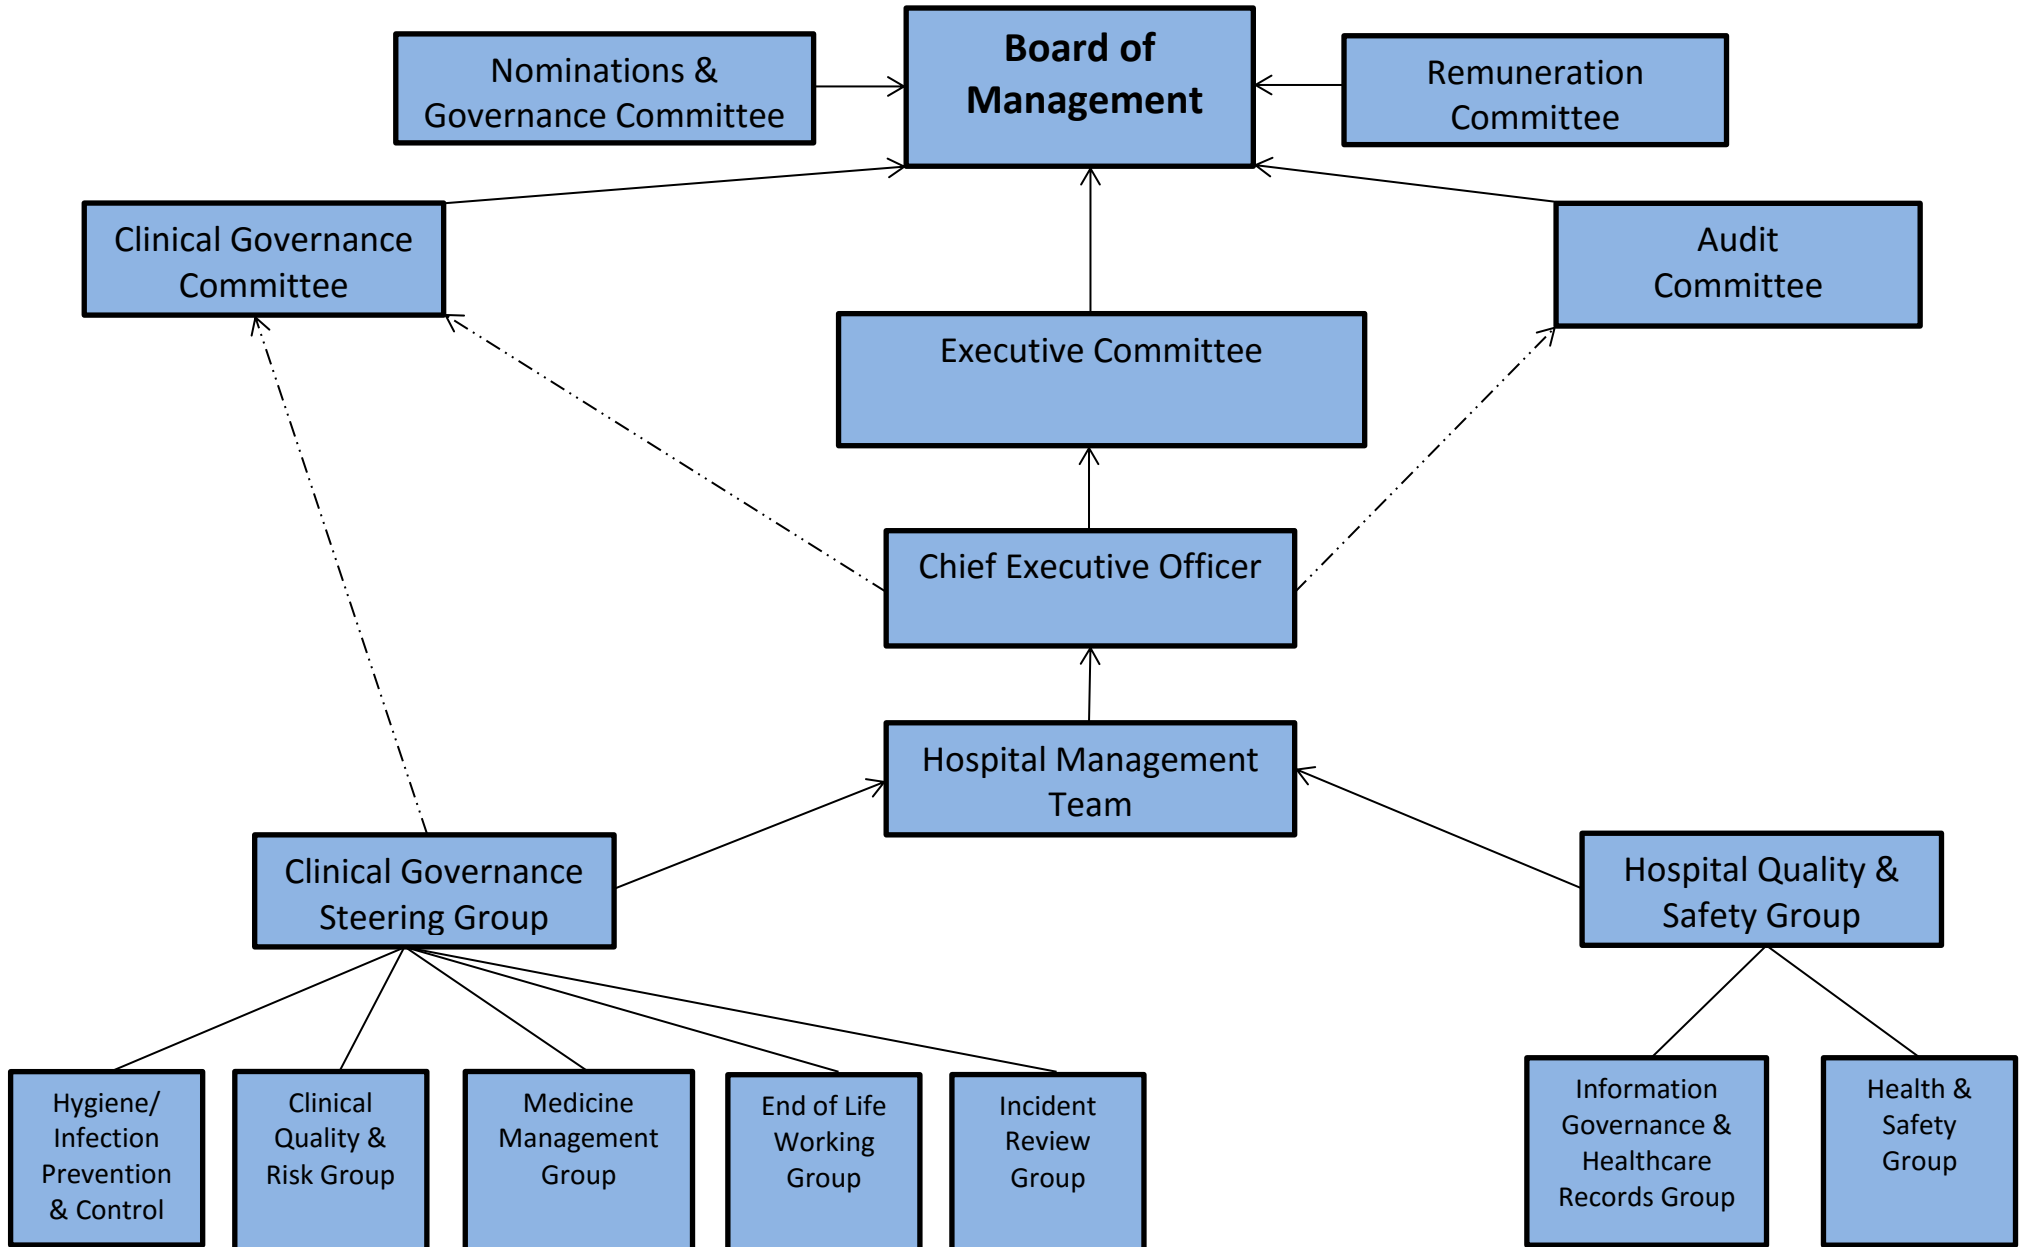 Nominations &
Governance Committee
Board of
Management
Remuneration
Committee
Clinical Governance
Committee
Audit
Committee
Executive Committee
Chief Executive Officer
Hospital Management
Team
Clinical Governance
Steering Group
Hospital Quality &
Safety Group
Hygiene/
Infection
Prevention
& Control
Clinical
Quality &
Risk Group
Medicine
Management
Group
End of Life
Working
Group
Incident
Review
Group
Information
Governance &
Healthcare
Records Group
Health &
Safety
Group